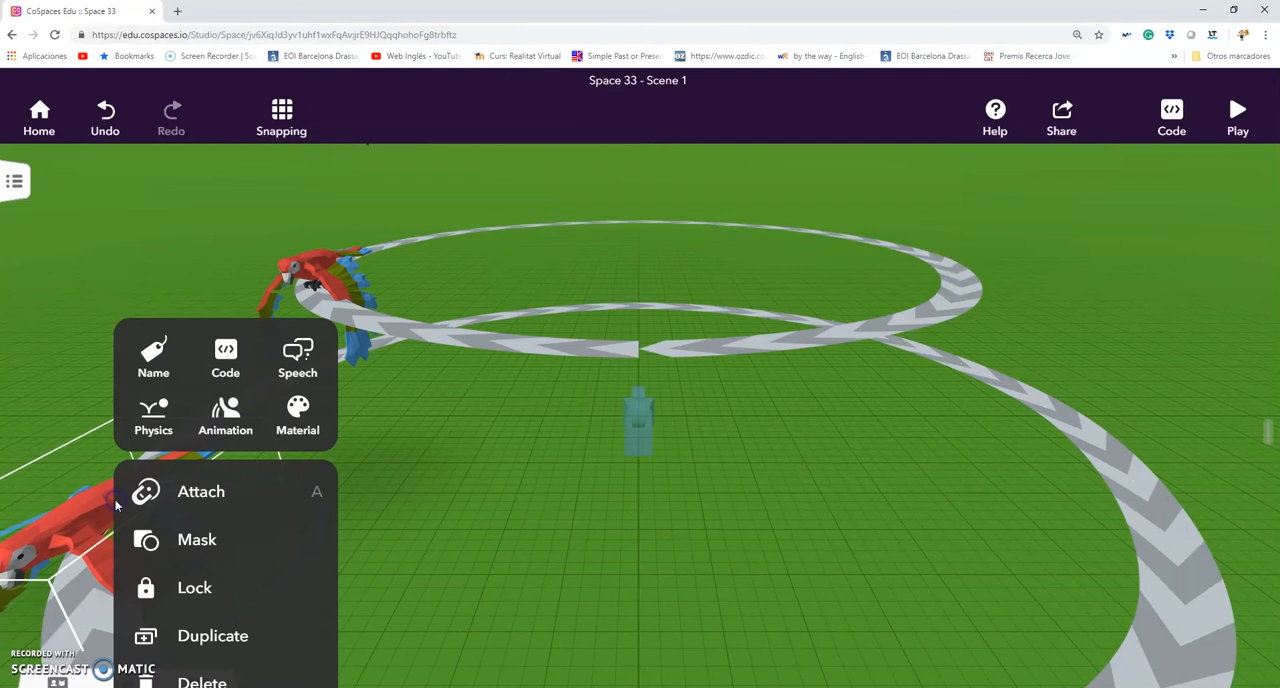 CoSpaces Edu :: Space 33
https://edu.cospaces.io/Studio/Space/jv6XiqJd3yv1uhf1wxFqAvjrE9HJQqqhohoFg8trbftz
Aplicaciones Bookmarks Screen Recorder | Sc EOI Barcelona Drassa Web Inglés - YouTub Curs: Realitat Virtual Simple Past or Prese https://www.ozdic.co by the way - English EOI Barcelona Drassa Premis Recerca Jove » Otros marcadores
Space 33 - Scene 1
Home Undo Redo Snapping Help Share Code Play
Name Code Speech
Physics Animation Material
Attach A
Mask
Lock
Duplicate
Delete
RECORDED WITH
SCREENCAST MATIC